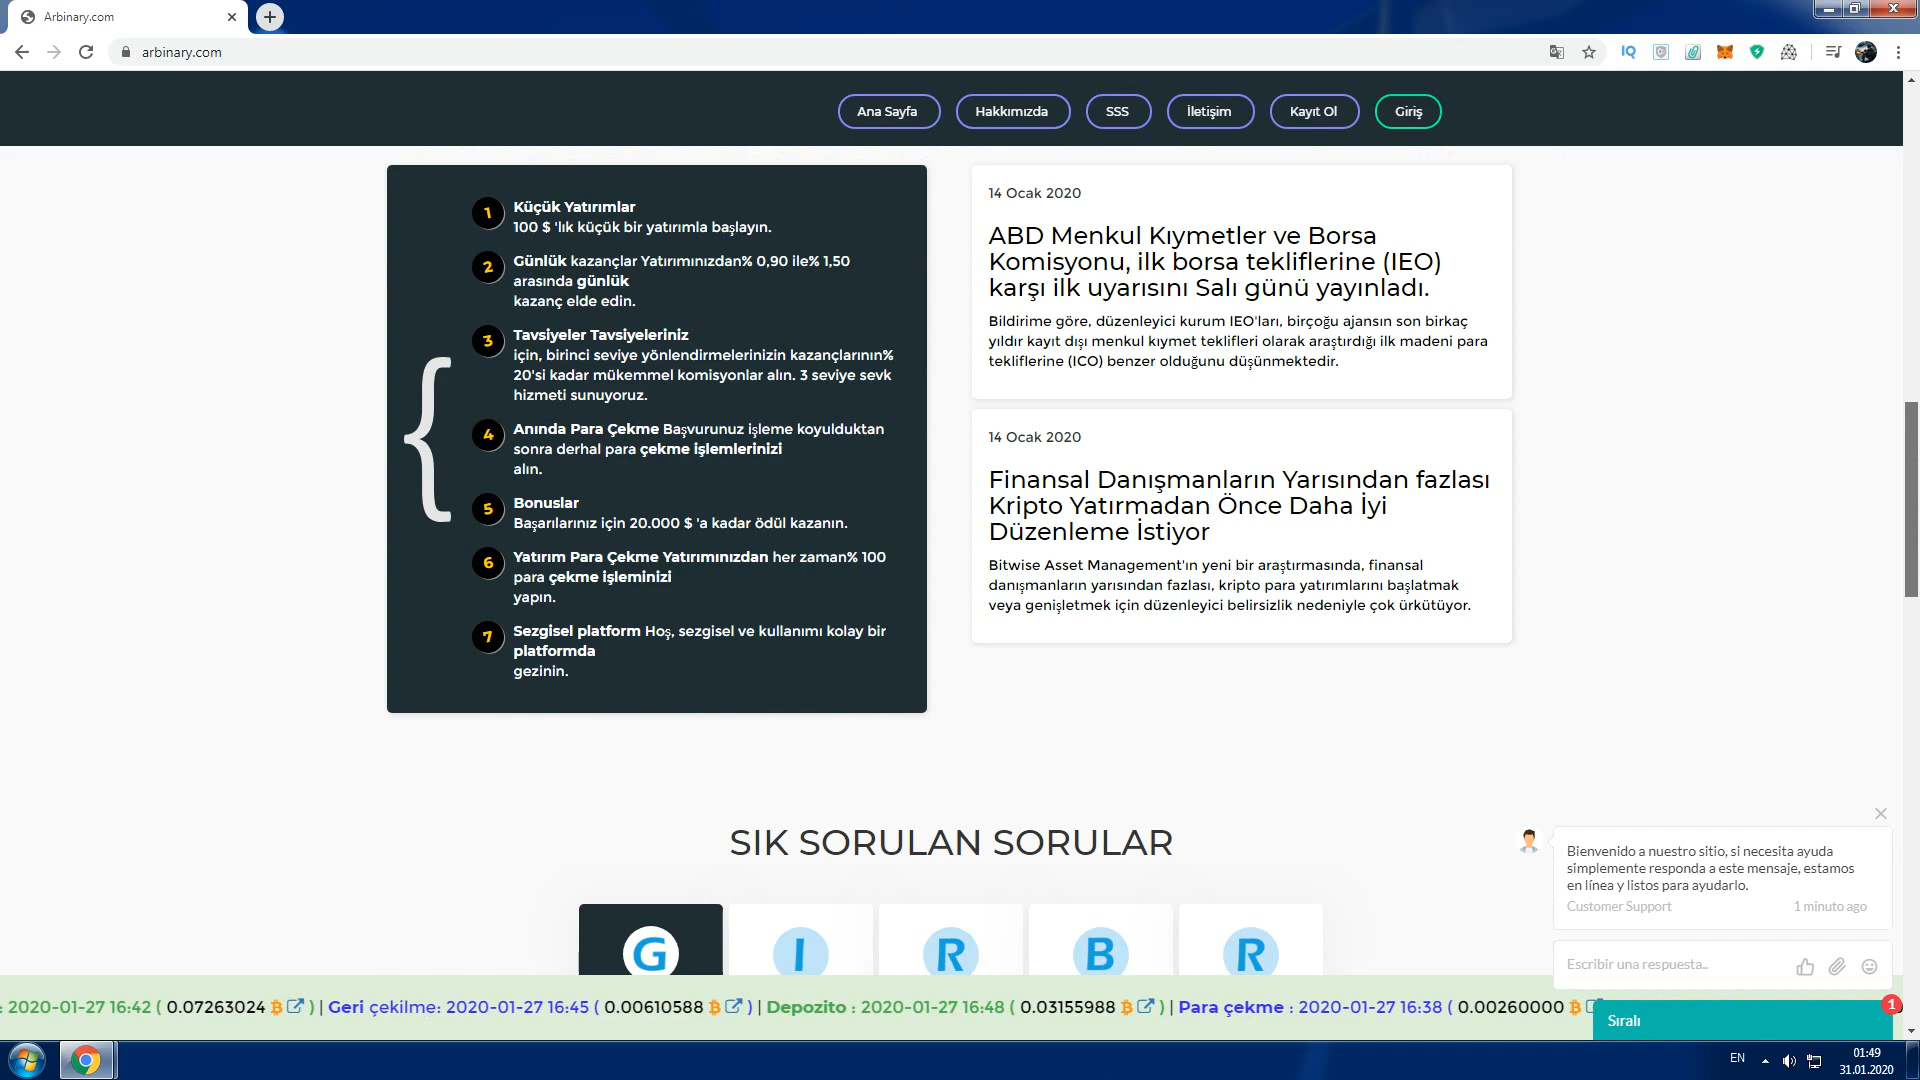 Arbinary.com
arbinary.com
IQ
Ana Sayfa
Hakkımızda
SSS
İletişim
Kayıt Ol
Giriş
1
Küçük Yatırımlar
100 $ 'lık küçük bir yatırımla başlayın.
2
Günlük kazançlar Yatırımınızdan% 0,90 ile% 1,50
arasında günlük
kazanç elde edin.
3
Tavsiyeler Tavsiyeleriniz
için, birinci seviye yönlendirmelerinizin kazançlarının%
20'si kadar mükemmel komisyonlar alın. 3 seviye sevk
hizmeti sunuyoruz.
4
Anında Para Çekme Başvurunuz işleme koyulduktan
sonra derhal para çekme işlemlerinizi
alın.
5
Bonuslar
Başarılarınız için 20.000 $ 'a kadar ödül kazanın.
6
Yatırım Para Çekme Yatırımınızdan her zaman% 100
para çekme işleminizi
yapın.
7
Sezgisel platform Hoş, sezgisel ve kullanımı kolay bir
platformda
gezinin.
14 Ocak 2020
ABD Menkul Kıymetler ve Borsa
Komisyonu, ilk borsa tekliflerine (IEO)
karşı ilk uyarısını Salı günü yayınladı.
Bildirime göre, düzenleyici kurum IEO'ları, birçoğu ajansın son birkaç
yıldır kayıt dışı menkul kıymet teklifleri olarak araştırdığı ilk madeni para
tekliflerine (ICO) benzer olduğunu düşünmektedir.
14 Ocak 2020
Finansal Danışmanların Yarısından fazlası
Kripto Yatırmadan Önce Daha İyi
Düzenleme İstiyor
Bitwise Asset Management'ın yeni bir araştırmasında, finansal
danışmanların yarısından fazlası, kripto para yatırımlarını başlatmak
veya genişletmek için düzenleyici belirsizlik nedeniyle çok ürkütüyor.
SIK SORULAN SORULAR
G
I
R
B
R
Bienvenido a nuestro sitio, si necesita ayuda
simplemente responda a este mensaje, estamos
en línea y listos para ayudarlo.
Customer Support 1 minuto ago
Escribir una respuesta..
: 2020-01-27 16:42 ( 0.07263024 ) | Geri çekilme: 2020-01-27 16:45 ( 0.00610588 ) | Depozito : 2020-01-27 16:48 ( 0.03155988 ) | Para çekme : 2020-01-27 16:38 ( 0.00260000
1
Sıralı
EN
01:49
31.01.2020